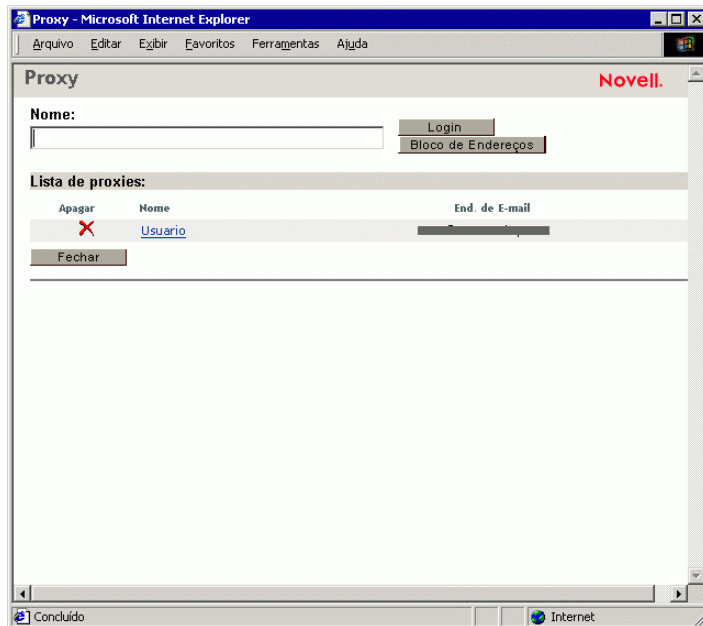 Proxy - Microsoft Internet Explorer
Arquivo Editar Exibir Favoritos Ferramentas Ajuda
Proxy
Novell.
Nome:
Login
Bloco de Endereços
Lista de proxies:
Apagar Nome End. de E-mail
Usuario
Fechar
Concluído Internet